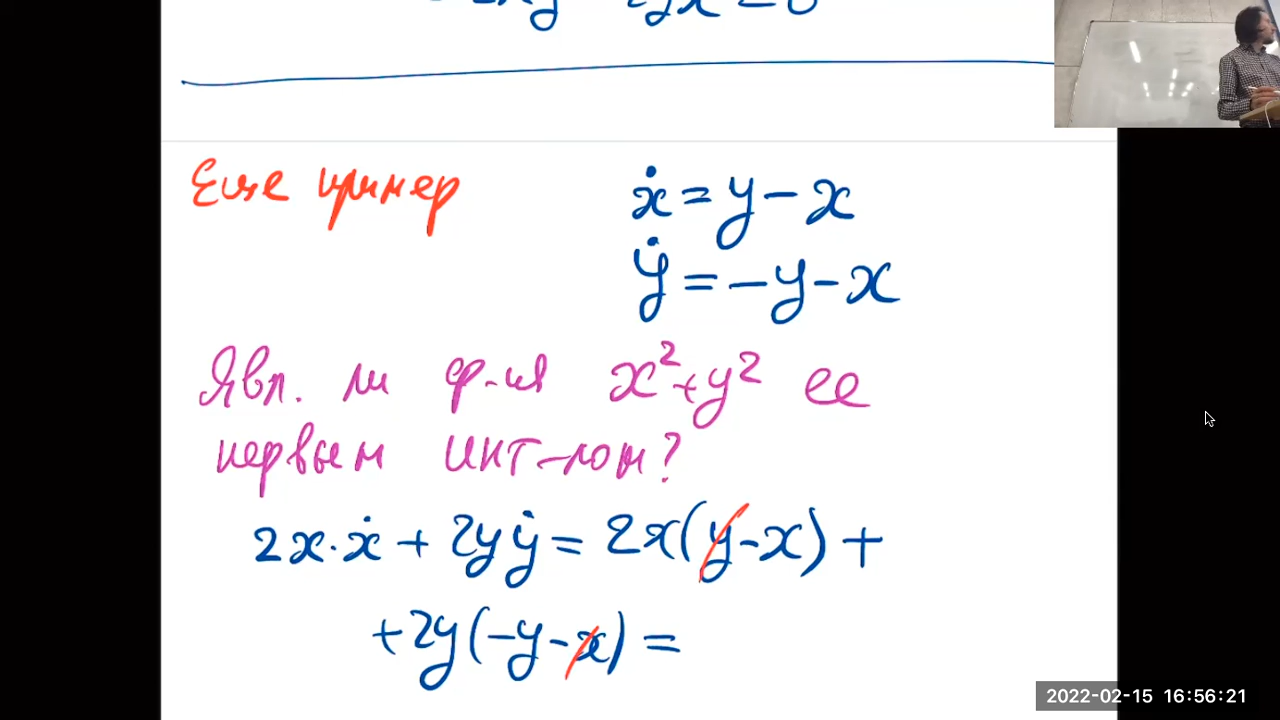 Еще пример
ẋ = y - x
ẏ = -y - x
Явл. ли ф-ия x² + y² ее
первым инт-лом?
2x·ẋ + 2yẏ = 2x(y - x) +
+ 2y(-y - x) =
2022-02-15 16:56:21